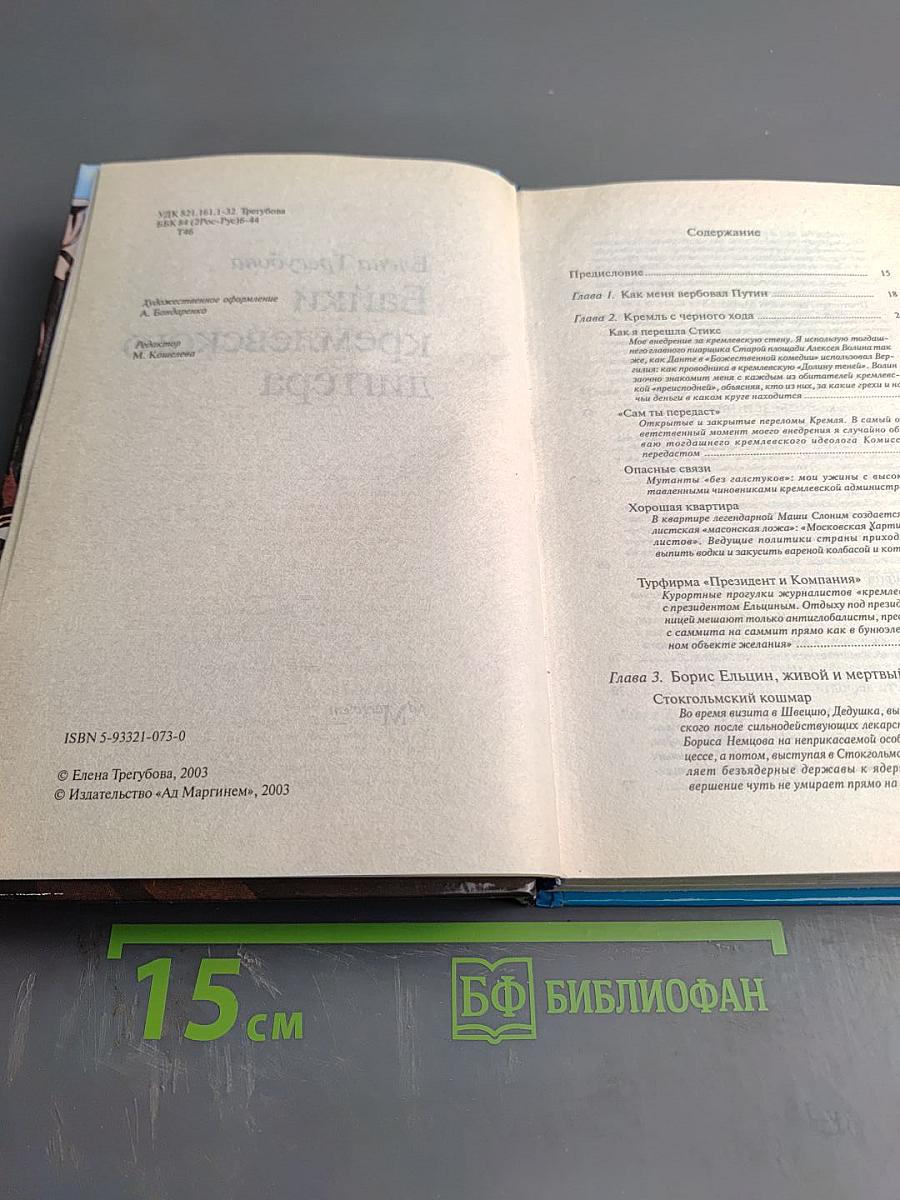 УДК 821.161.1-32. Трегубова
ББК 84 (2Рос-Рус)6-44
Т46
Художественное оформление
А. Бондаренко
Редактор
М. Кошелева
ISBN 5-93321-073-0
© Елена Трегубова, 2003
© Издательство «Ад Маргинем», 2003
Содержание
Предисловие 15
Глава 1. Как меня вербовал Путин 18
Глава 2. Кремль с черного хода 2
Как я перешла Стикс
Мое внедрение за кремлевскую стену. Я использую тогдаш-
него главного пиарщика Старой площади Алексея Волина так
же, как Данте в «Божественной комедии» использовал Вер-
гилия: как проводника в кремлевскую «Долину теней». Волин
заочно знакомит меня с каждым из обитателей кремлевс-
кой «преисподней», объясняя, кто из них, за какие грехи и на
чьи деньги в каком круге находится
«Сам ты передаст»
Открытые и закрытые переломы Кремля. В самый о
ветственный момент моего внедрения я случайно об
ваю тогдашнего кремлевского идеолога Комисс
передастом
Опасные связи
Мутанты «без галстуков»: мои ужины с высок
тавленными чиновниками кремлевской администр
Хорошая квартира
В квартире легендарной Маши Слоним создается
листская «масонская ложа»: «Московская Харти
листов». Ведущие политики страны приход
выпить водки и закусить вареной колбасой и кот
Турфирма «Президент и Компания»
Курортные прогулки журналистов «кремлев
с президентом Ельциным. Отдыху под презид
ницей мешают только антиглобалисты, прес
с саммита на саммит прямо как в бунюэле
ном объекте желания»
Глава 3. Борис Ельцин, живой и мертвый
Стокгольмский кошмар
Во время визита в Швецию, Дедушка, вы
ского после сильнодействующих лекарс
Бориса Немцова на неприкасаемой особ
цессе, а потом, выступая в Стокгольмс
ляет безъядерные державы к ядер
вершение чуть не умирает прямо на
15 см
БФ БИБЛИОФАН